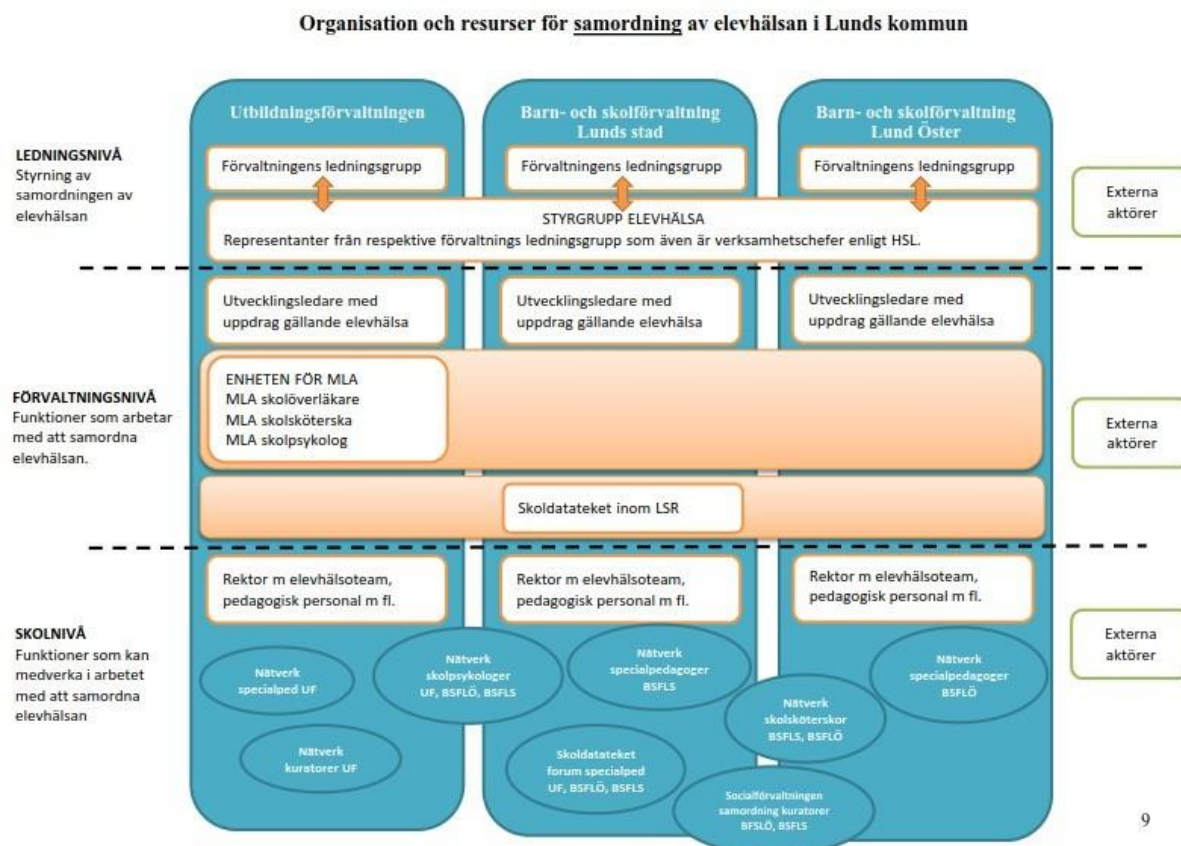 Organisation och resurser för samordning av elevhälsan i Lunds kommun
Utbildningsförvaltningen
Barn- och skolförvaltning
Lunds stad
Barn- och skolförvaltning
Lund Öster
LEDNINGSNIVÅ
Styrning av
samordningen av
elevhälsan
Förvaltningens ledningsgrupp
Förvaltningens ledningsgrupp
Förvaltningens ledningsgrupp
Externa
aktörer
STYRGRUPP ELEVHÄLSA
Representanter från respektive förvaltnings ledningsgrupp som även är verksamhetschefer enligt HSL.
Utvecklingsledare med
uppdrag gällande elevhälsa
Utvecklingsledare med
uppdrag gällande elevhälsa
Utvecklingsledare med
uppdrag gällande elevhälsa
FÖRVALTNINGSNIVÅ
Funktioner som arbetar
med att samordna
elevhälsan.
ENHETEN FÖR MLA
MLA skolöverläkare
MLA skolsköterska
MLA skolpsykolog
Externa
aktörer
Skoldatateket inom LSR
Rektor m elevhälsoteam,
pedagogisk personal m fl.
Rektor m elevhälsoteam,
pedagogisk personal m fl.
Rektor m elevhälsoteam,
pedagogisk personal m fl.
SKOLNIVÅ
Funktioner som kan
medverka i arbetet
med att samordna
elevhälsan
Externa
aktörer
Nätverk
specialped UF
Nätverk
skolpsykologer
UF, BSFLÖ, BSFLS
Nätverk
specialpedagoger
BSFLS
Nätverk
specialpedagoger
BSFLÖ
Nätverk
skolsköterskor
BSFLS, BSFLÖ
Nätverk
kuratorer UF
Skoldatateket
forum specialped
UF, BSFLÖ, BSFLS
Socialförvaltningen
samordning kuratorer
BFSLÖ, BSFLS
9